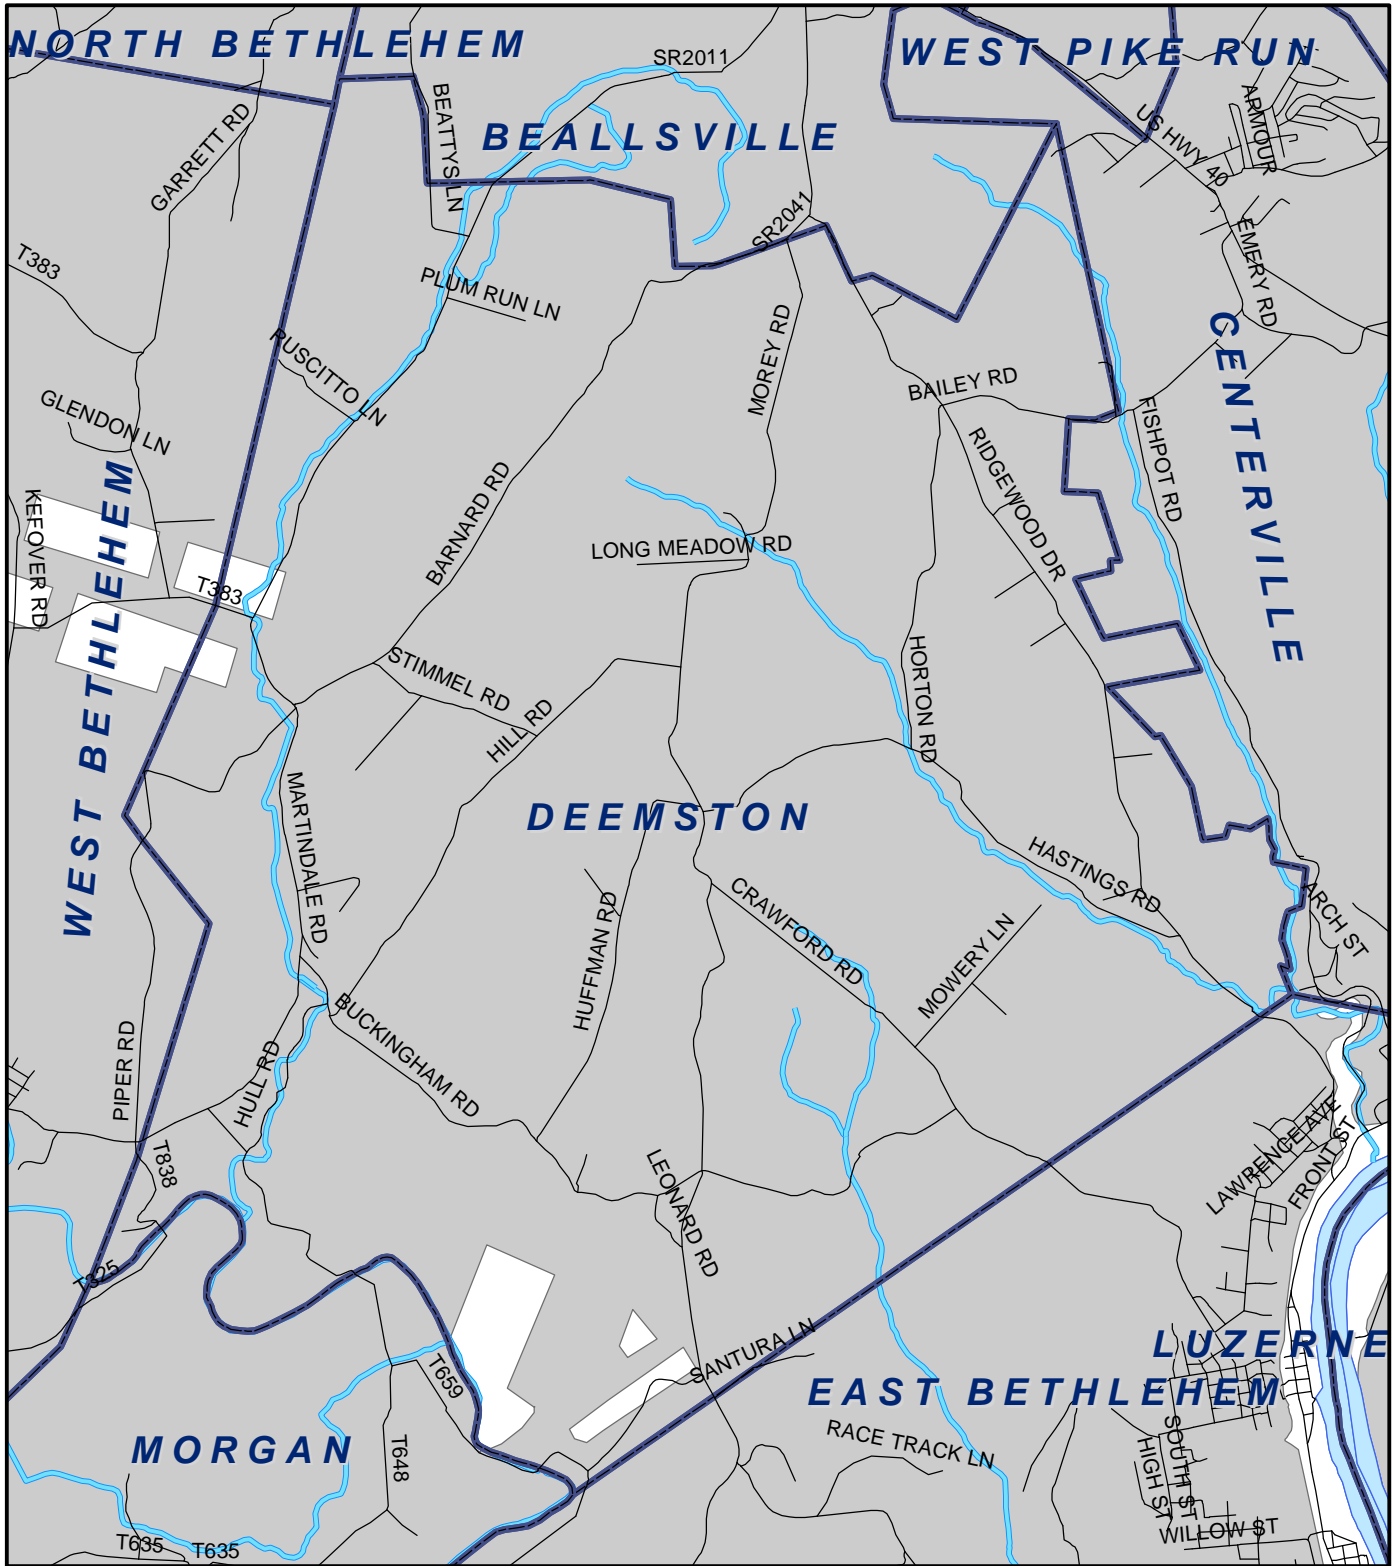 NORTH BETHLEHEM
WEST PIKE RUN
SR2011
BEATTYS LN
ARMOUR
GARRETT RD
BEALLSVILLE
US HWY 40
SR2041
EMERY RD
T383
PLUM RUN LN
CENTERVILLE
RUSCITTO LN
MOREY RD
BAILEY RD
GLENDON LN
FISHPOT RD
RIDGEWOOD DR
WEST BETHLEHEM
KEFOVER RD
BARNARD RD
LONG MEADOW RD
T383
STIMMEL RD
HORTON RD
HILL RD
MARTINDALE RD
DEEMSTON
HASTINGS RD
CRAWFORD RD
ARCH ST
HUFFMAN RD
MOWERY LN
BUCKINGHAM RD
PIPER RD
HULL RD
LAWRENCE AVE
FRONT ST
T838
LEONARD RD
T325
SANTURA LN
LUZERNE
T659
EAST BETHLEHEM
RACE TRACK LN
MORGAN
T648
SOUTH ST
HIGH ST
WILLOW ST
T635
T635